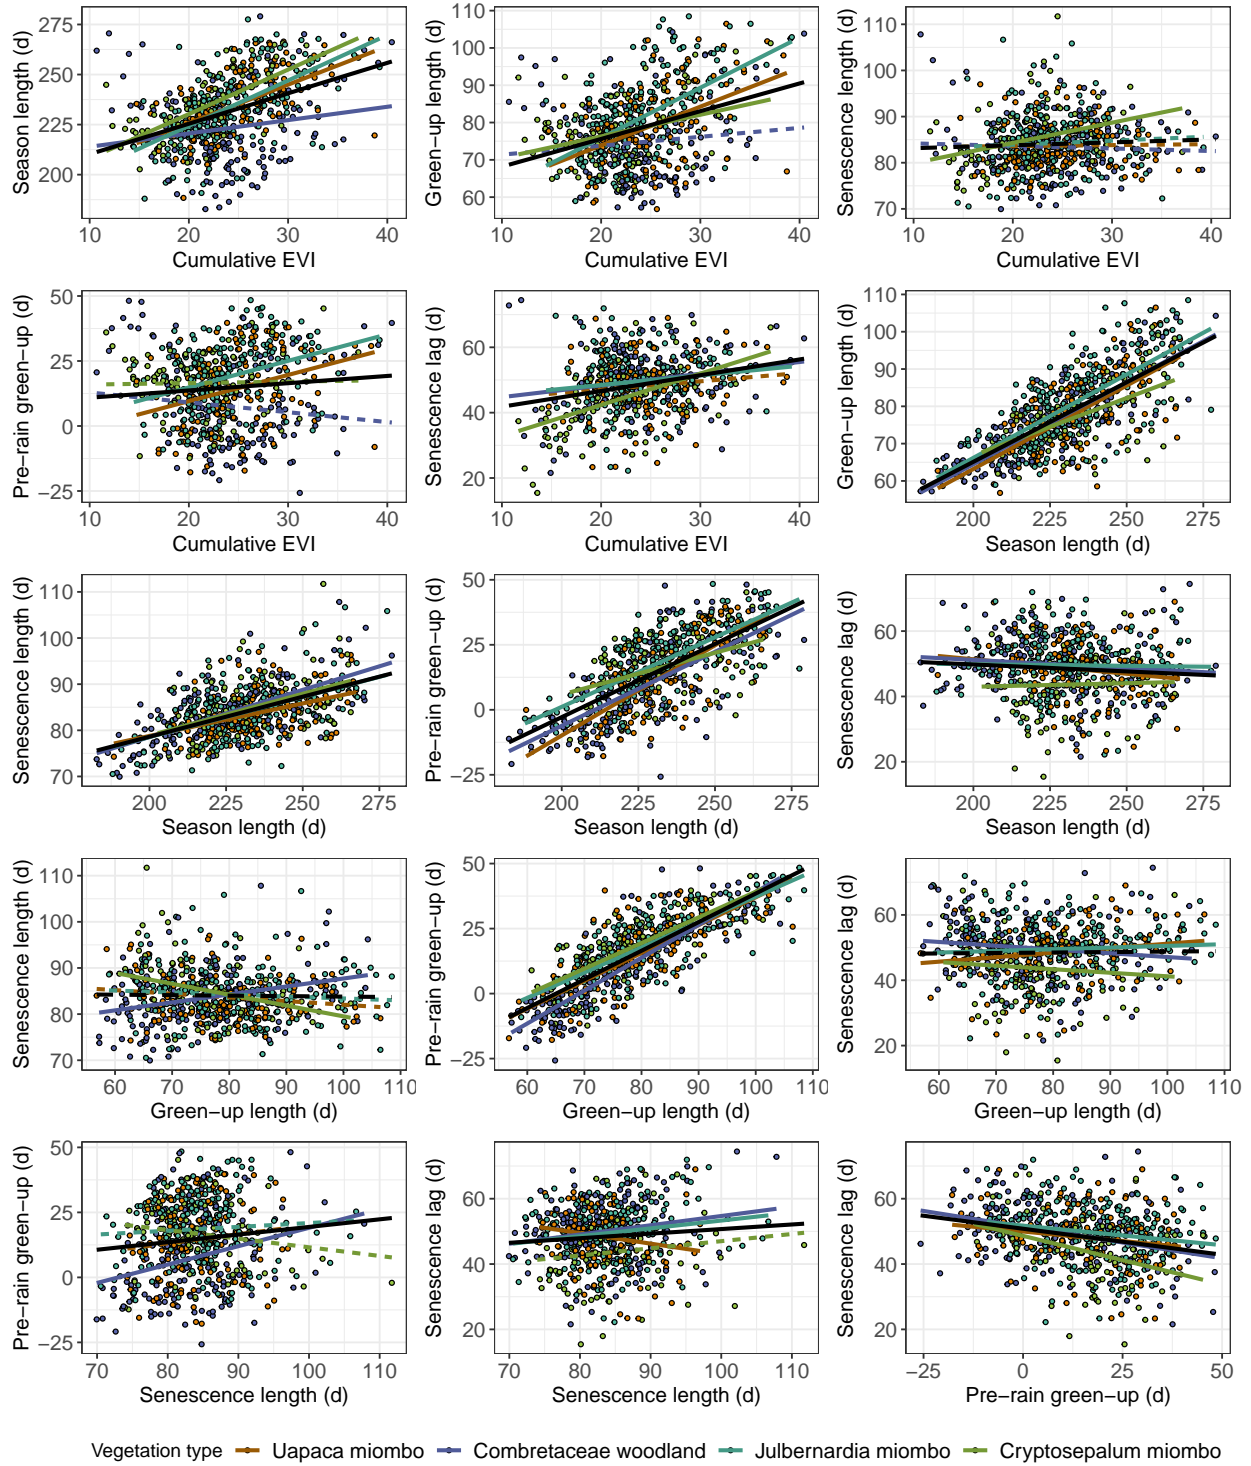 275
250
225
200
Season length (d)
10 20 30 40
Cumulative EVI
110
100
90
80
70
60
Green−up length (d)
10 20 30 40
Cumulative EVI
110
100
90
80
70
Senescence length (d)
10 20 30 40
Cumulative EVI
50
25
0
−25
Pre−rain green−up (d)
10 20 30 40
Cumulative EVI
60
40
20
Senescence lag (d)
10 20 30 40
Cumulative EVI
110
100
90
80
70
60
Green−up length (d)
200 225 250 275
Season length (d)
110
100
90
80
70
Senescence length (d)
200 225 250 275
Season length (d)
50
25
0
−25
Pre−rain green−up (d)
200 225 250 275
Season length (d)
60
40
20
Senescence lag (d)
200 225 250 275
Season length (d)
110
100
90
80
70
Senescence length (d)
60 70 80 90 100 110
Green−up length (d)
50
25
0
−25
Pre−rain green−up (d)
60 70 80 90 100 110
Green−up length (d)
60
40
20
Senescence lag (d)
60 70 80 90 100 110
Green−up length (d)
50
25
0
−25
Pre−rain green−up (d)
70 80 90 100 110
Senescence length (d)
60
40
20
Senescence lag (d)
70 80 90 100 110
Senescence length (d)
60
40
20
Senescence lag (d)
−25 0 25 50
Pre−rain green−up (d)
Vegetation type Uapaca miombo Combretaceae woodland Julbernardia miombo Cryptosepalum miombo